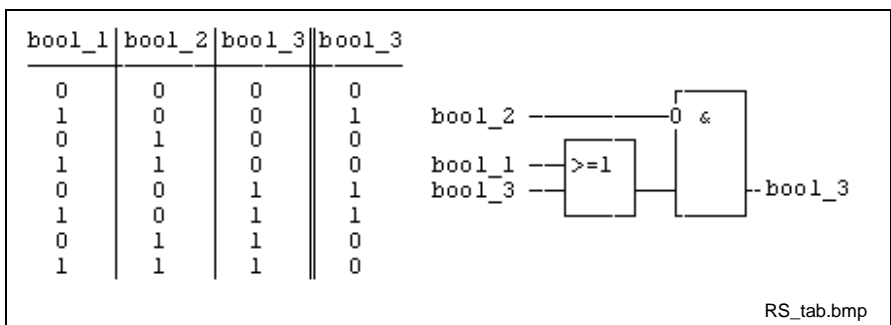 bool_1 bool_2 bool_3 bool_3
0 0 0 0
1 0 0 1
0 1 0 0
1 1 0 0
0 0 1 1
1 0 1 1
0 1 1 0
1 1 1 0
bool_2 0 &
bool_1 >=1
bool_3 bool_3
RS_tab.bmp